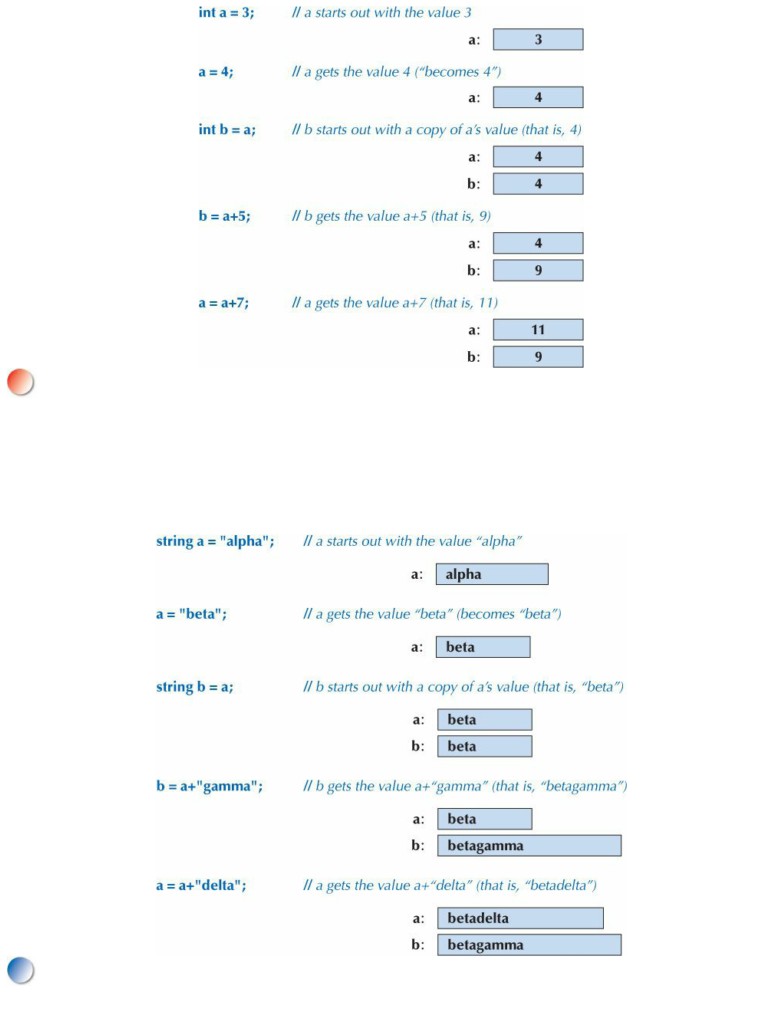 int a = 3; // a starts out with the value 3
a: 3
a = 4; // a gets the value 4 (“becomes 4”)
a: 4
int b = a; // b starts out with a copy of a’s value (that is, 4)
a: 4
b: 4
b = a+5; // b gets the value a+5 (that is, 9)
a: 4
b: 9
a = a+7; // a gets the value a+7 (that is, 11)
a: 11
b: 9
string a = "alpha"; // a starts out with the value “alpha”
a: alpha
a = "beta"; // a gets the value “beta” (becomes “beta”)
a: beta
string b = a; // b starts out with a copy of a’s value (that is, “beta”)
a: beta
b: beta
b = a+"gamma"; // b gets the value a+“gamma” (that is, “betagamma”)
a: beta
b: betagamma
a = a+"delta"; // a gets the value a+“delta” (that is, “betadelta”)
a: betadelta
b: betagamma